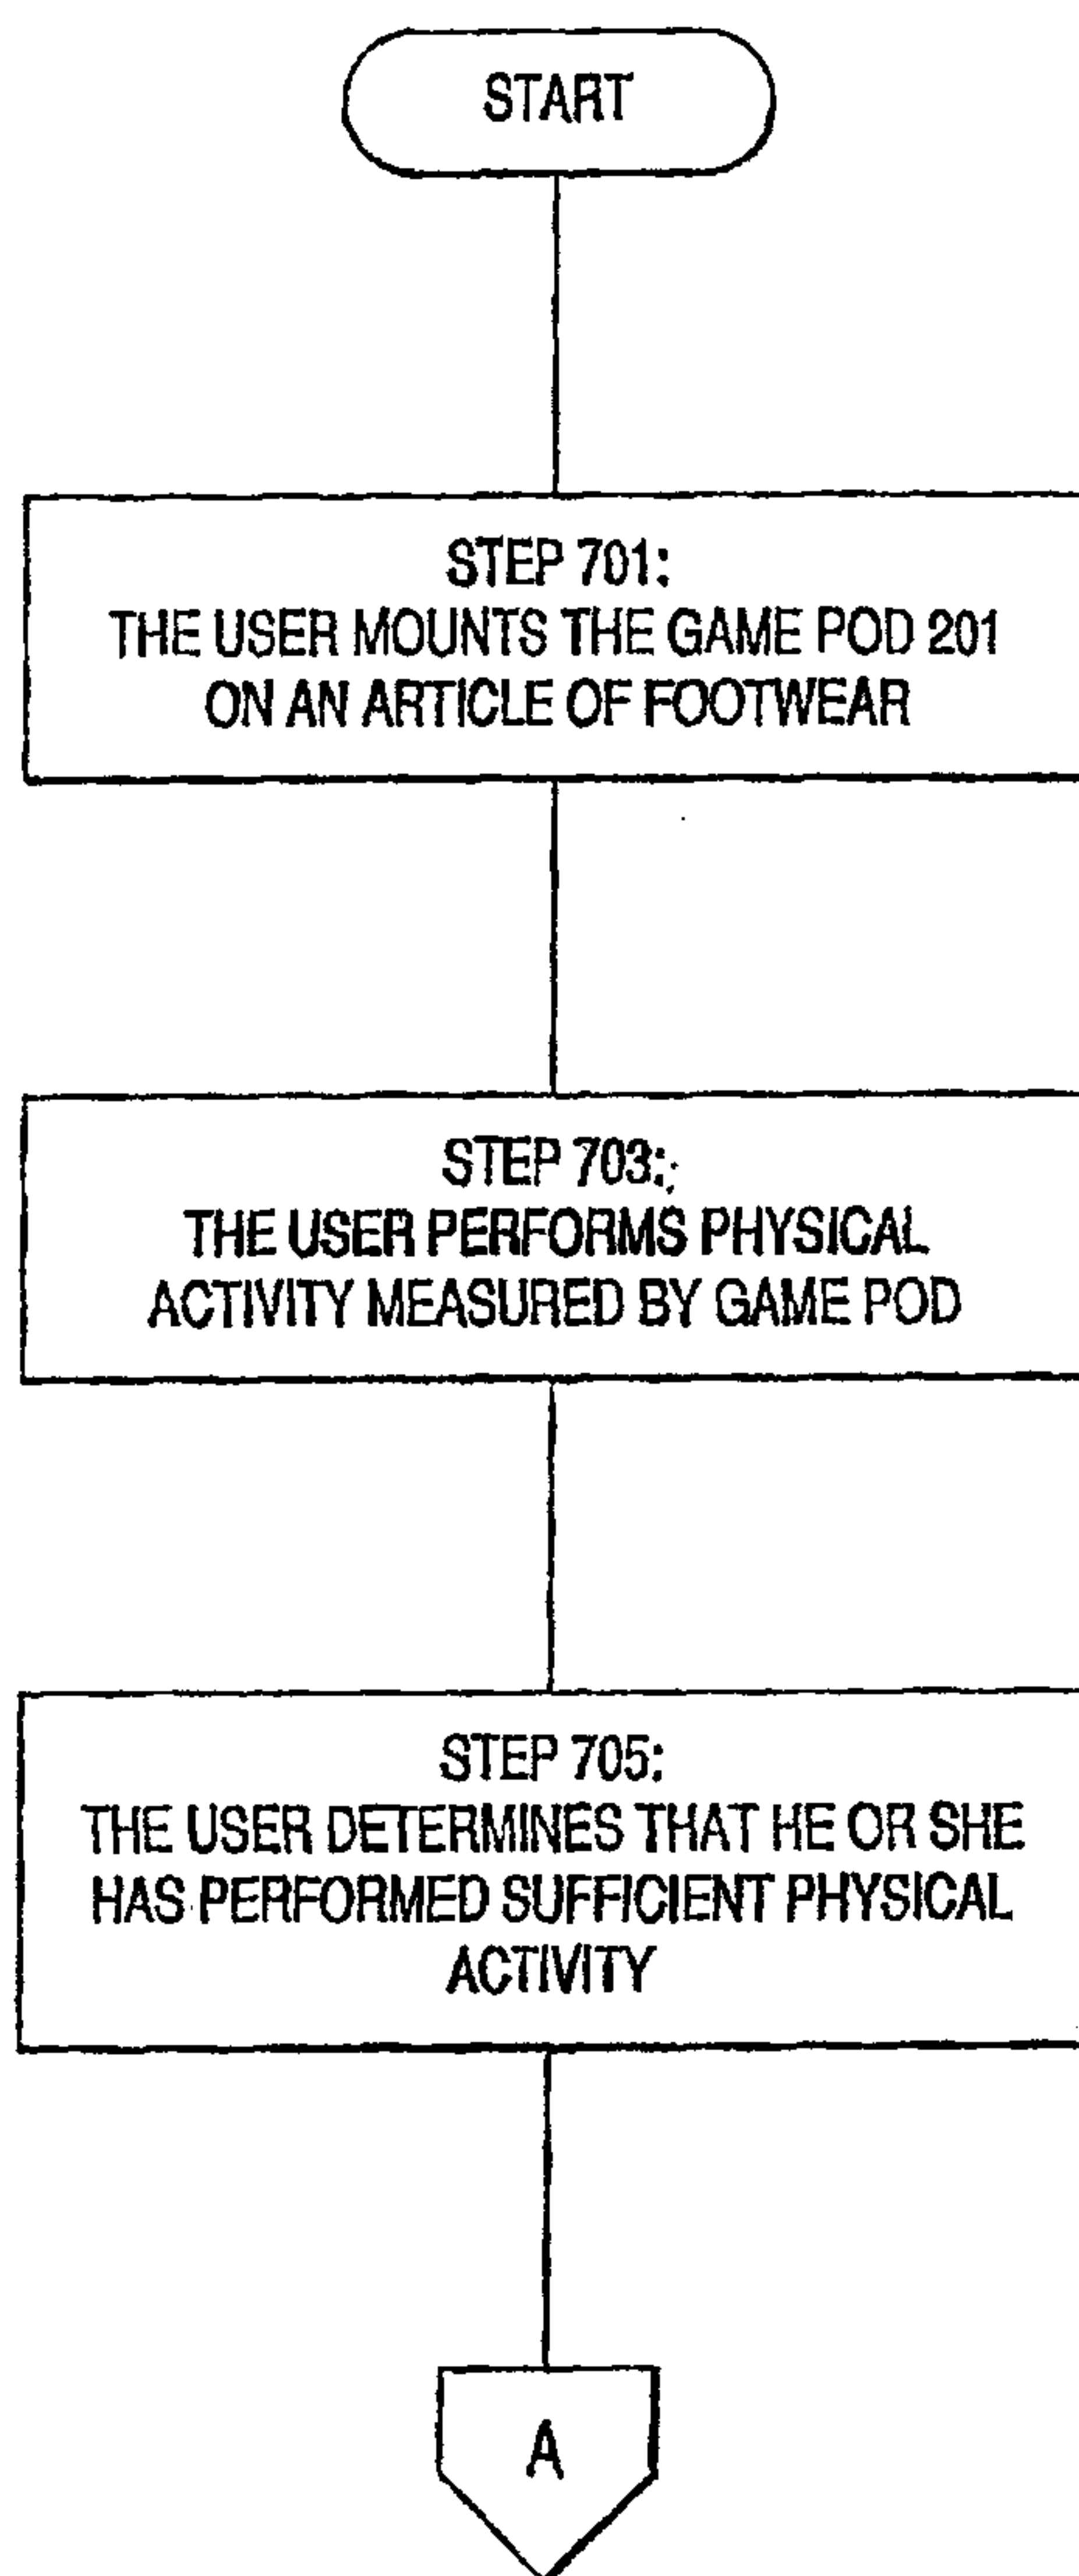 START
STEP 701:
THE USER MOUNTS THE GAME POD 201
ON AN ARTICLE OF FOOTWEAR
STEP 703:
THE USER PERFORMS PHYSICAL
ACTIVITY MEASURED BY GAME POD
STEP 705:
THE USER DETERMINES THAT HE OR SHE
HAS PERFORMED SUFFICIENT PHYSICAL
ACTIVITY
A